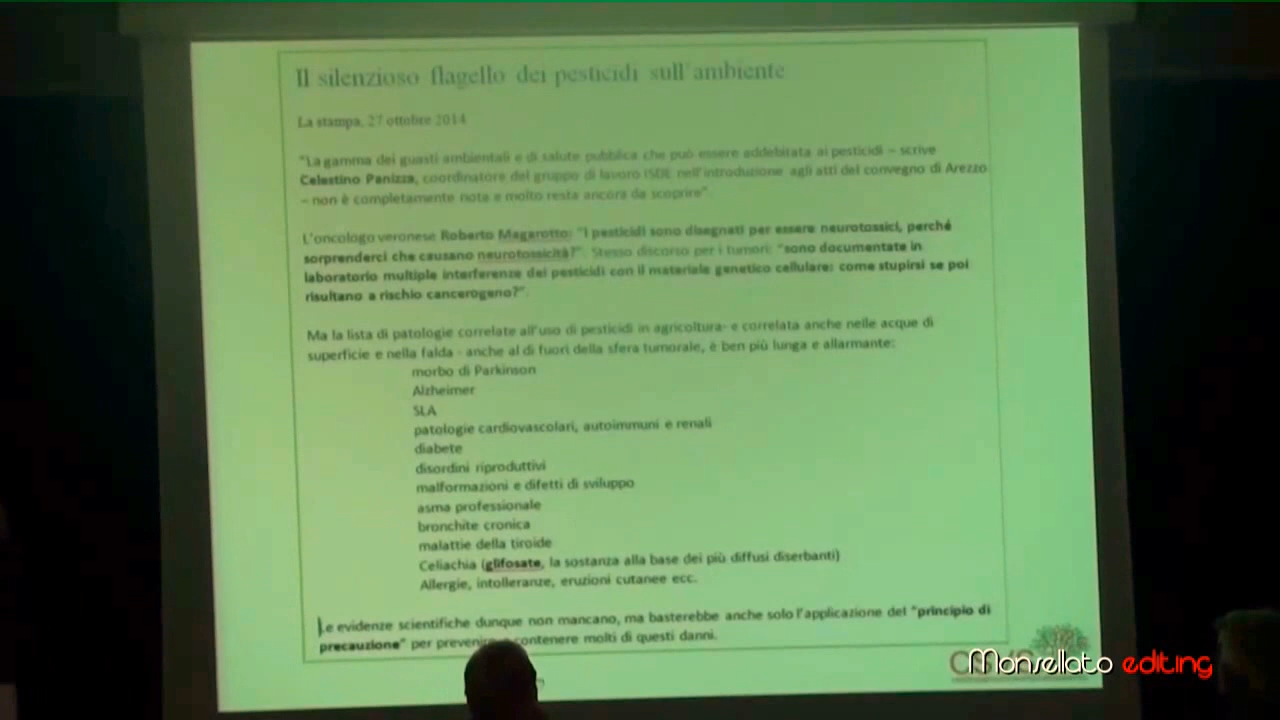 Il silenzioso flagello dei pesticidi sull'ambiente
La stampa, 27 ottobre 2014
"La gamma dei guasti ambientali e di salute pubblica che può essere addebitata ai pesticidi – scrive
Celestino Panizza, coordinatore del gruppo di lavoro ISDE nell'introduzione agli atti del convegno di Arezzo
– non è completamente nota e molto resta ancora da scoprire".
L'oncologo veronese Roberto Magarotto: "I pesticidi sono disegnati per essere neurotossici, perché
sorprenderci che causano neurotossicità?". Stesso discorso per i tumori: "sono documentate in
laboratorio multiple interferenze dei pesticidi con il materiale genetico cellulare: come stupirsi se poi
risultano a rischio cancerogeno?".
Ma la lista di patologie correlate all'uso di pesticidi in agricoltura- e correlata anche nelle acque di
superficie e nella falda - anche al di fuori della sfera tumorale, è ben più lunga e allarmante:
morbo di Parkinson
Alzheimer
SLA
patologie cardiovascolari, autoimmuni e renali
diabete
disordini riproduttivi
malformazioni e difetti di sviluppo
asma professionale
bronchite cronica
malattie della tiroide
Celiachia (glifosate, la sostanza alla base dei più diffusi diserbanti)
Allergie, intolleranze, eruzioni cutanee ecc.
Le evidenze scientifiche dunque non mancano, ma basterebbe anche solo l'applicazione del "principio di
precauzione" per prevenire contenere molti di questi danni.
Monsellato editing